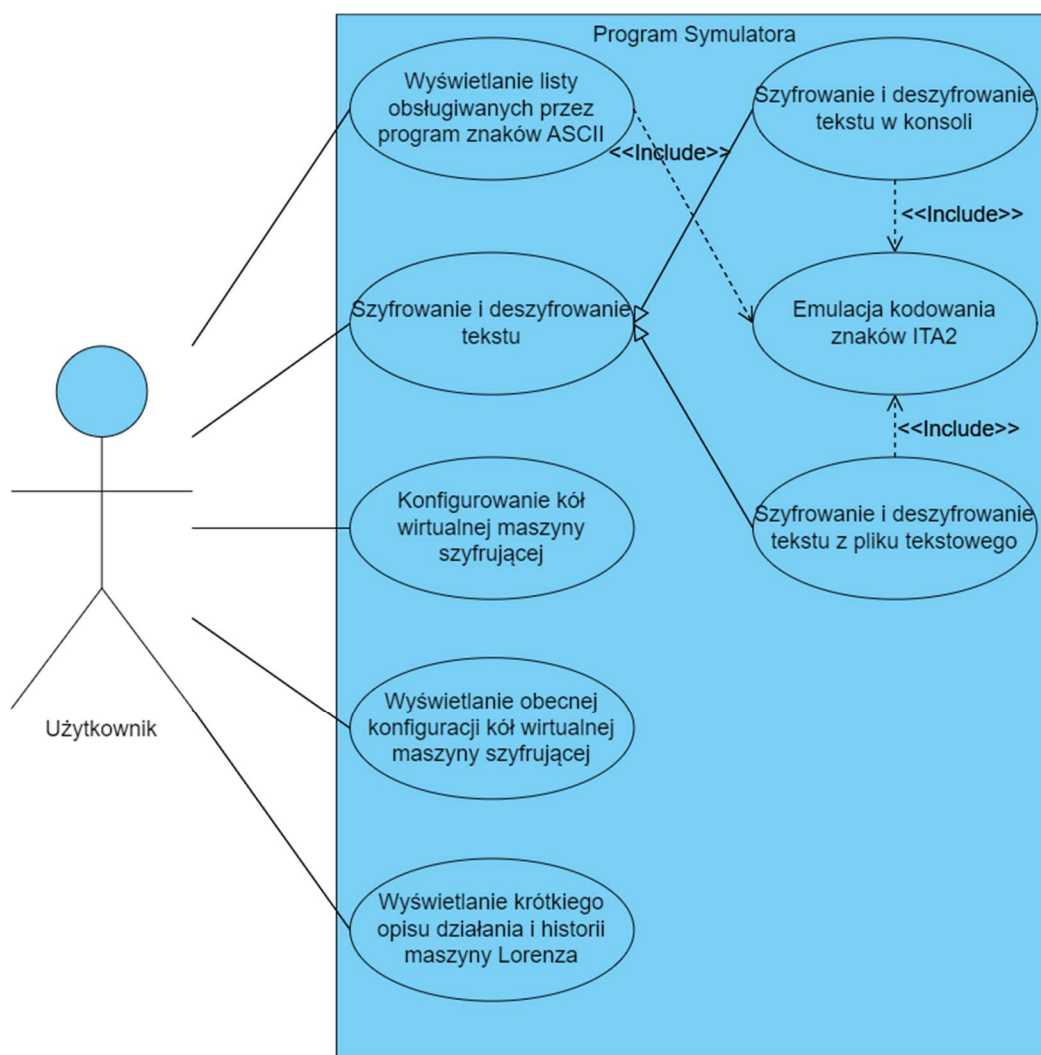 Program Symulatora
Wyświetlanie listy
obsługiwanych przez
program znaków ASCII
Szyfrowanie i deszyfrowanie
tekstu w konsoli
<<Include>>
<<Include>>
Szyfrowanie i deszyfrowanie
tekstu
Emulacja kodowania
znaków ITA2
<<Include>>
Konfigurowanie kół
wirtualnej maszyny
szyfrującej
Szyfrowanie i deszyfrowanie
tekstu z pliku tekstowego
Użytkownik
Wyświetlanie obecnej
konfiguracji kół wirtualnej
maszyny szyfrującej
Wyświetlanie krótkiego
opisu działania i historii
maszyny Lorenza